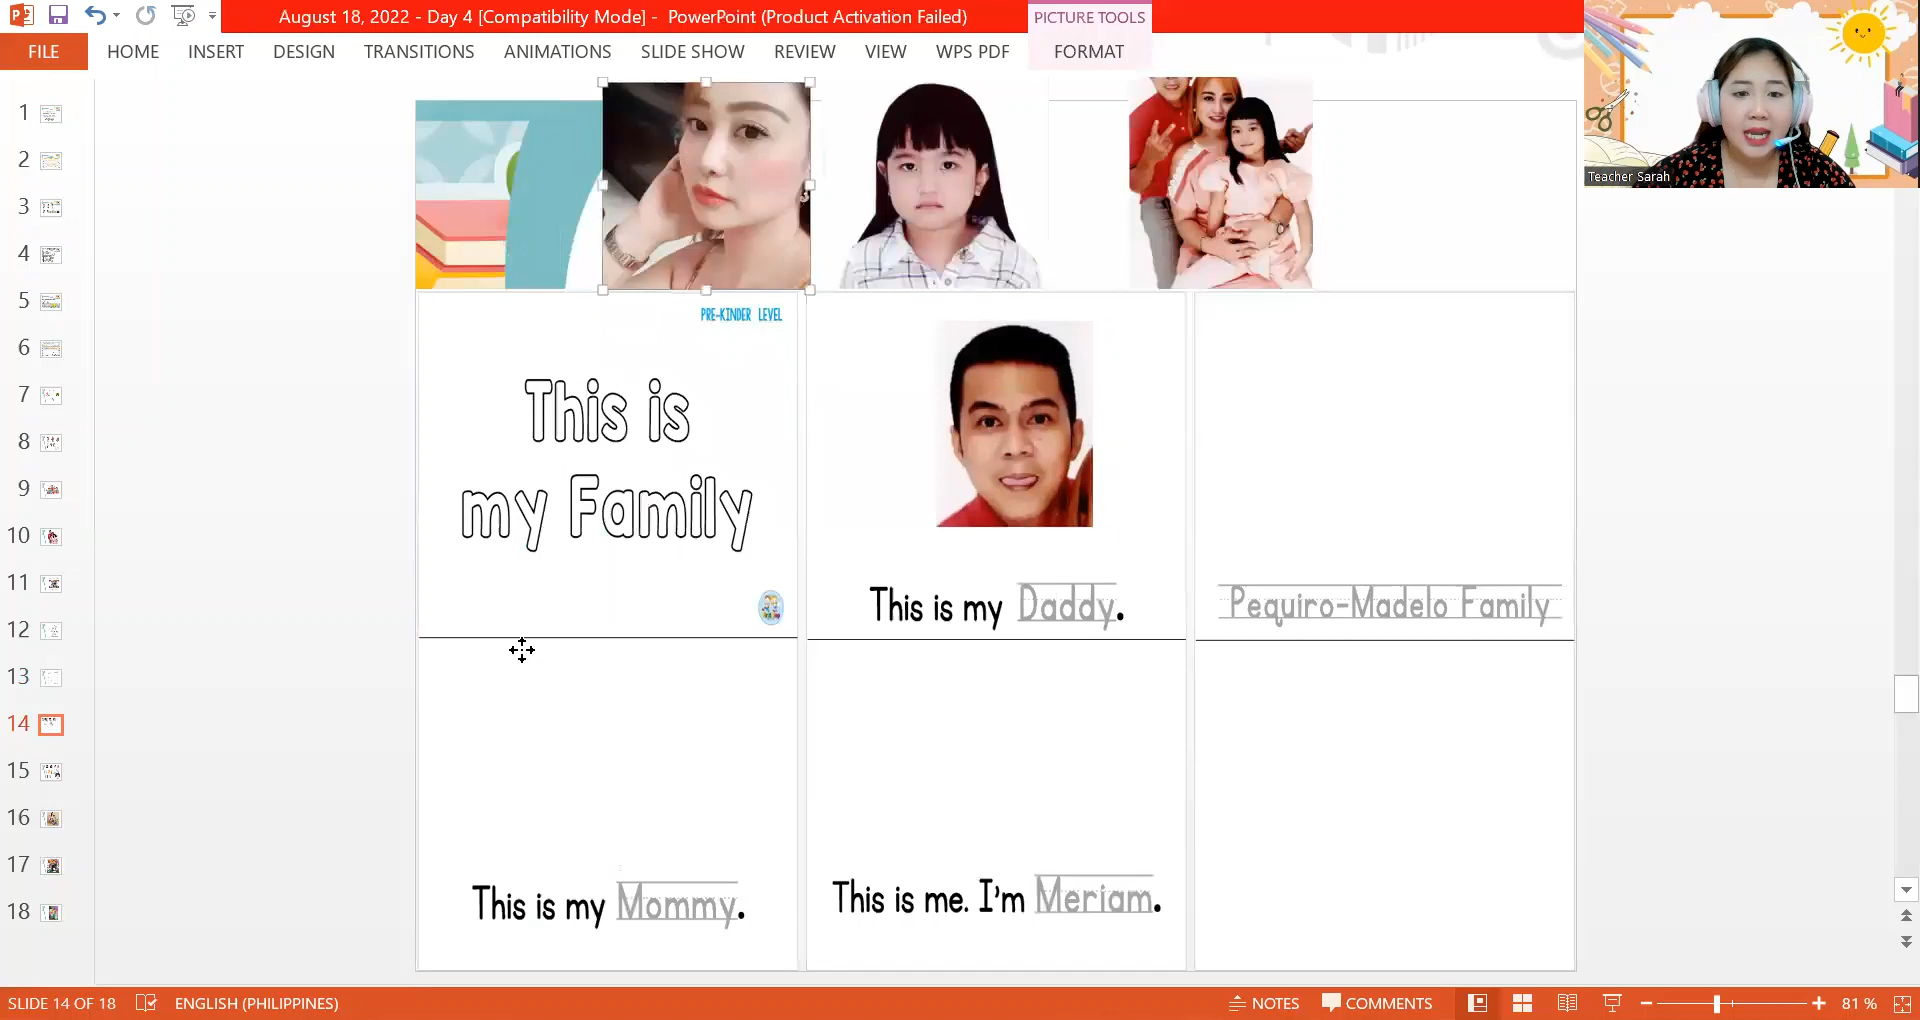 August 18, 2022 - Day 4 [Compatibility Mode] - PowerPoint (Product Activation Failed)
PICTURE TOOLS
FILE HOME INSERT DESIGN TRANSITIONS ANIMATIONS SLIDE SHOW REVIEW VIEW WPS PDF FORMAT
Teacher Sarah
1
2
3
4
5
6
7
8
9
10
11
12
13
14
15
16
17
18
PRE-KINDER LEVEL
This is
my Family
This is my Daddy.
Pequiro-Madelo Family
This is my Mommy.
This is me. I'm Meriam.
SLIDE 14 OF 18 ENGLISH (PHILIPPINES) NOTES COMMENTS 81 %